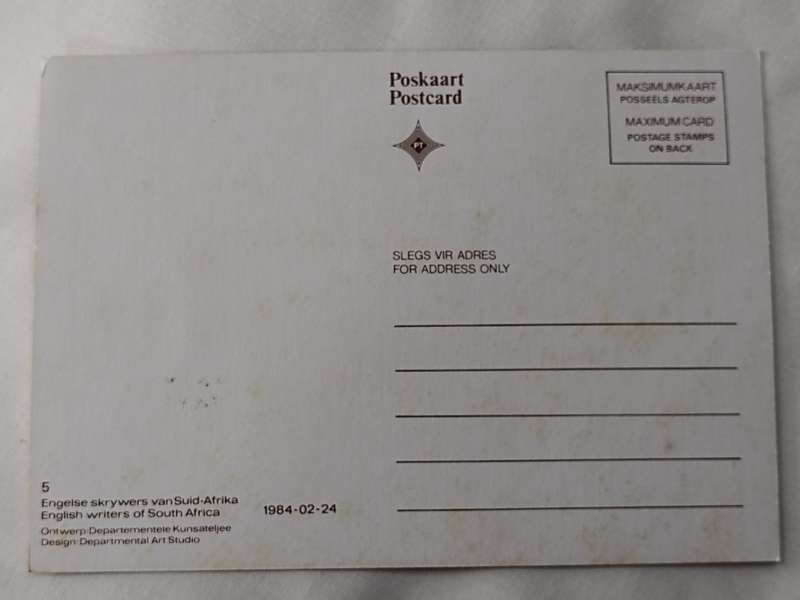 Poskaart
Postcard
PT
MAKSIMUMKAART
POSSEËLS AGTEROP
MAXIMUM CARD
POSTAGE STAMPS
ON BACK
SLEGS VIR ADRES
FOR ADDRESS ONLY
5
Engelse skrywers van Suid-Afrika
English writers of South Africa
1984-02-24
Ontwerp: Departementele Kunsateljee
Design: Departmental Art Studio